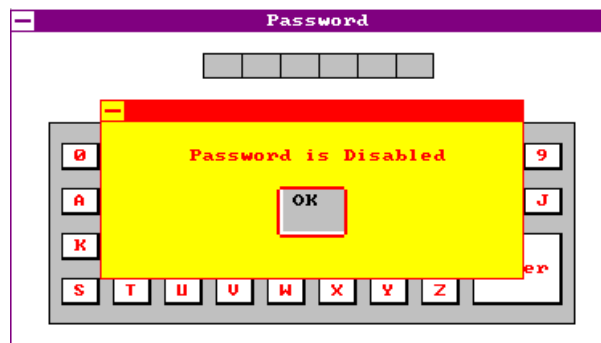 Password
Password is Disabled
0 9
OK
A J
K er
S T U V W X Y Z